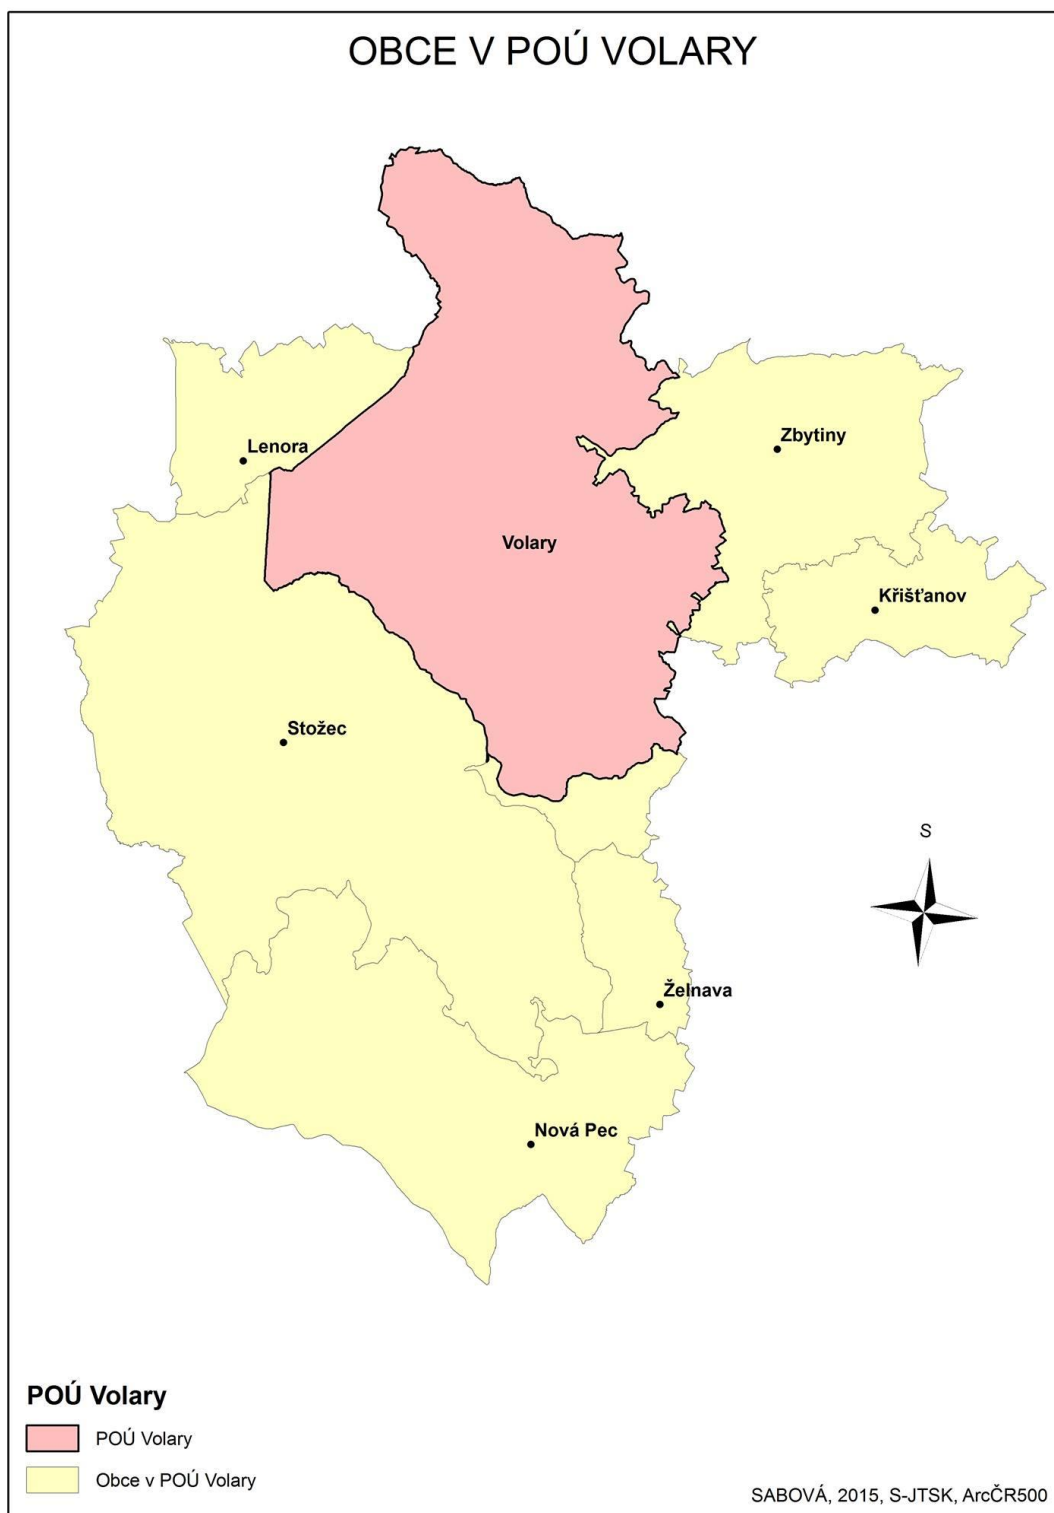 OBCE V POÚ VOLARY
Lenora
Zbytiny
Volary
Křišťanov
Stožec
S
Želnava
Nová Pec
POÚ Volary
POÚ Volary
Obce v POÚ Volary
SABOVÁ, 2015, S-JTSK, ArcČR500